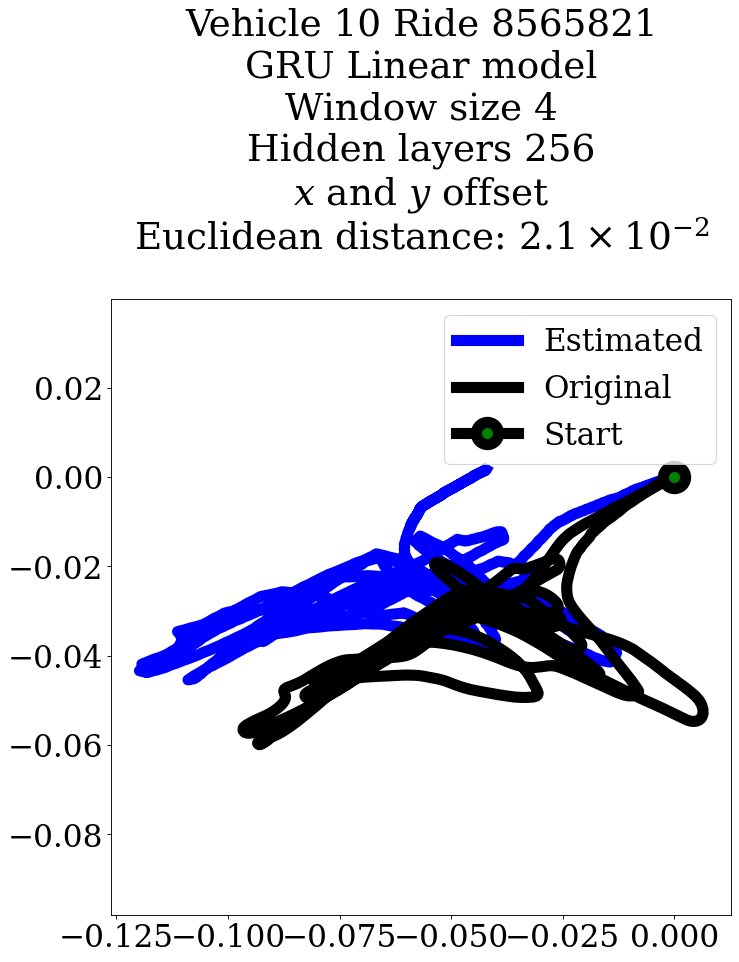 Vehicle 10 Ride 8565821
GRU Linear model
Window size 4
Hidden layers 256
x and y offset
Euclidean distance: 2.1 × 10⁻²
Estimated
Original
Start
0.02
0.00
−0.02
−0.04
−0.06
−0.08
−0.125 −0.100 −0.075 −0.050 −0.025 0.000